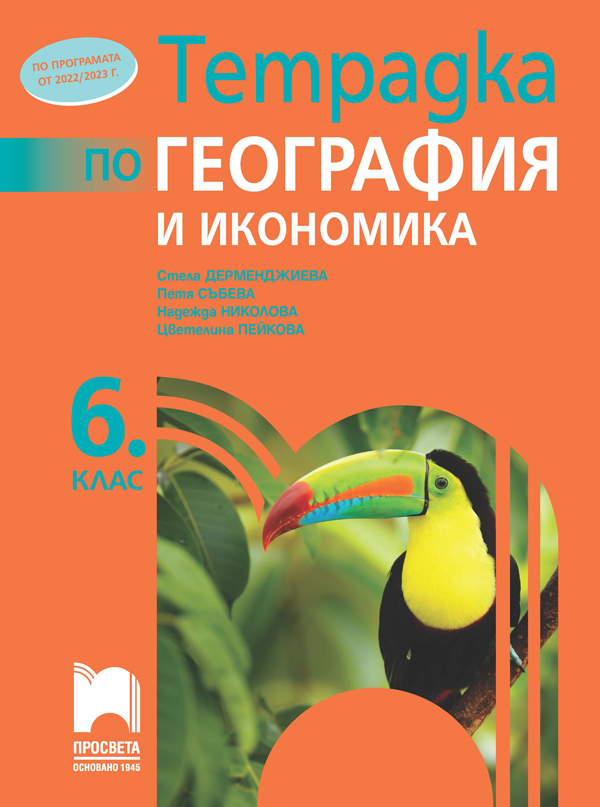 ПО ПРОГРАМАТА
ОТ 2022/2023 Г.
Тетрадка
ПО ГЕОГРАФИЯ
И ИКОНОМИКА
Стела ДЕРМЕНДЖИЕВА
Петя СЪБЕВА
Надежда НИКОЛОВА
Цветелина ПЕЙКОВА
6.
КЛАС
ПРОСВЕТА
ОСНОВАНО 1945